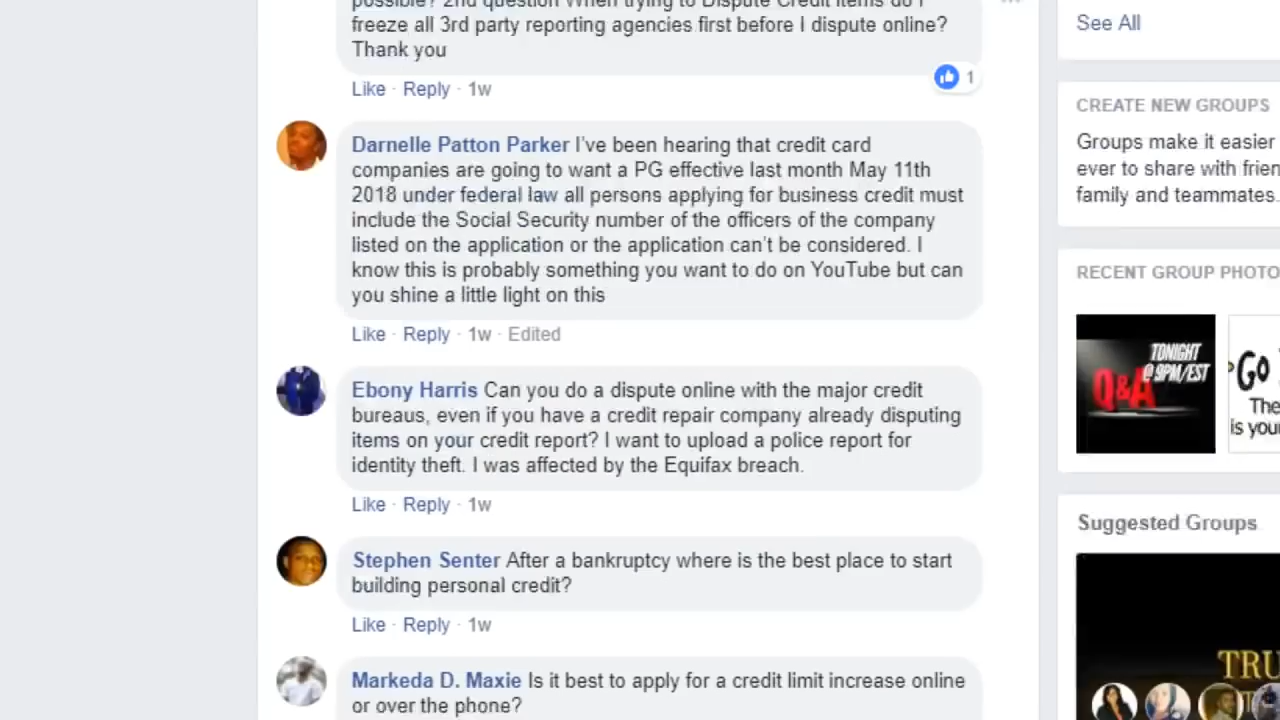 possible? 2nd question When trying to Dispute Credit items do I
freeze all 3rd party reporting agencies first before I dispute online?
Thank you
Like · Reply · 1w
1
Darnelle Patton Parker I've been hearing that credit card
companies are going to want a PG effective last month May 11th
2018 under federal law all persons applying for business credit must
include the Social Security number of the officers of the company
listed on the application or the application can't be considered. I
know this is probably something you want to do on YouTube but can
you shine a little light on this
Like · Reply · 1w · Edited
Ebony Harris Can you do a dispute online with the major credit
bureaus, even if you have a credit repair company already disputing
items on your credit report? I want to upload a police report for
identity theft. I was affected by the Equifax breach.
Like · Reply · 1w
Stephen Senter After a bankruptcy where is the best place to start
building personal credit?
Like · Reply · 1w
Markeda D. Maxie Is it best to apply for a credit limit increase online
or over the phone?
See All
CREATE NEW GROUPS
Groups make it easier
ever to share with frien
family and teammates.
RECENT GROUP PHOTO
TONIGHT
Q&A @9PM/EST
Go
The
is you
Suggested Groups
TRU